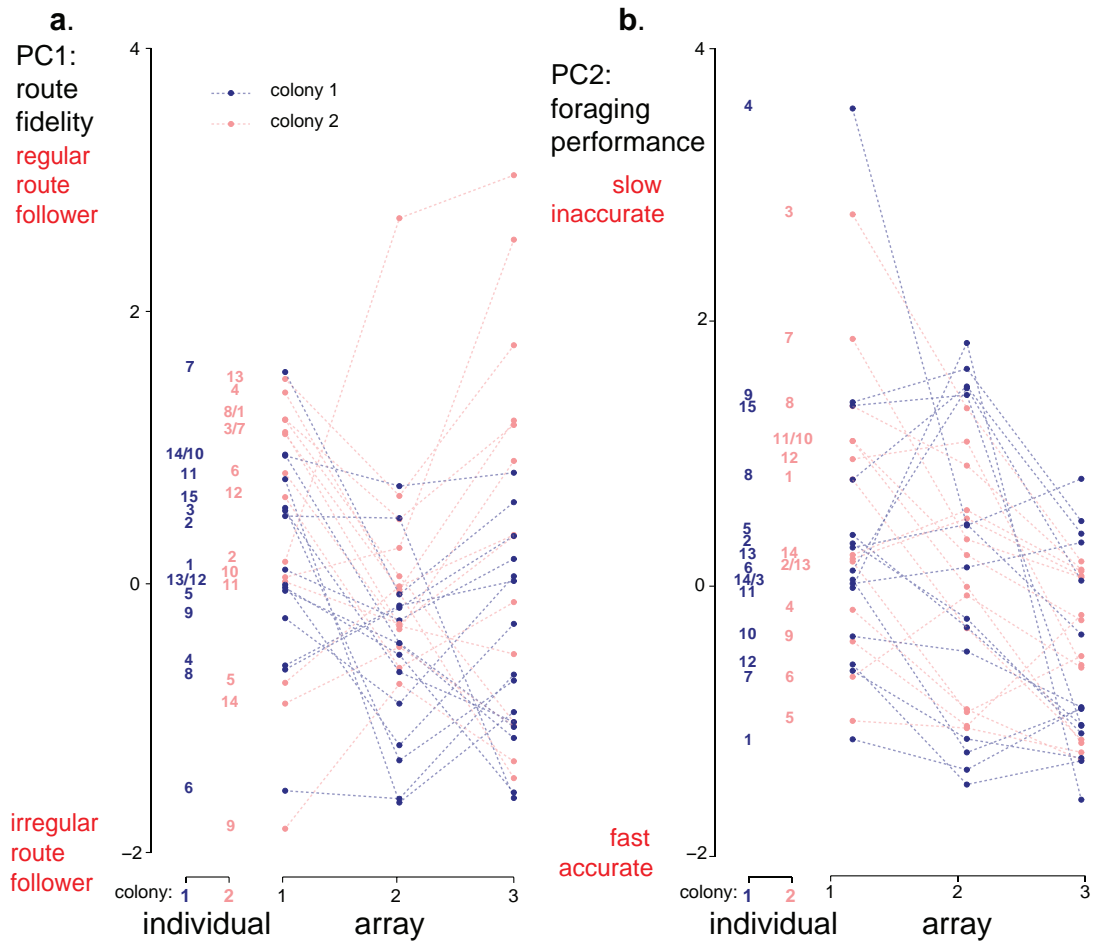 a.
PC1:
route
fidelity
regular
route
follower
irregular
route
follower
4
2
0
−2
colony 1
colony 2
7
14/10
11
15
3
2
1
13/12
5
9
4
8
6
13
4
8/1
3/7
6
12
2
10
11
5
14
9
colony: 1 2
1 2 3
individual array
b.
PC2:
foraging
performance
slow
inaccurate
fast
accurate
4
2
0
−2
4
9
15
8
5
2
13
6
14/3
11
10
12
7
1
3
7
8
11/10
12
1
14
2/13
4
9
6
5
colony: 1 2
1 2 3
individual array